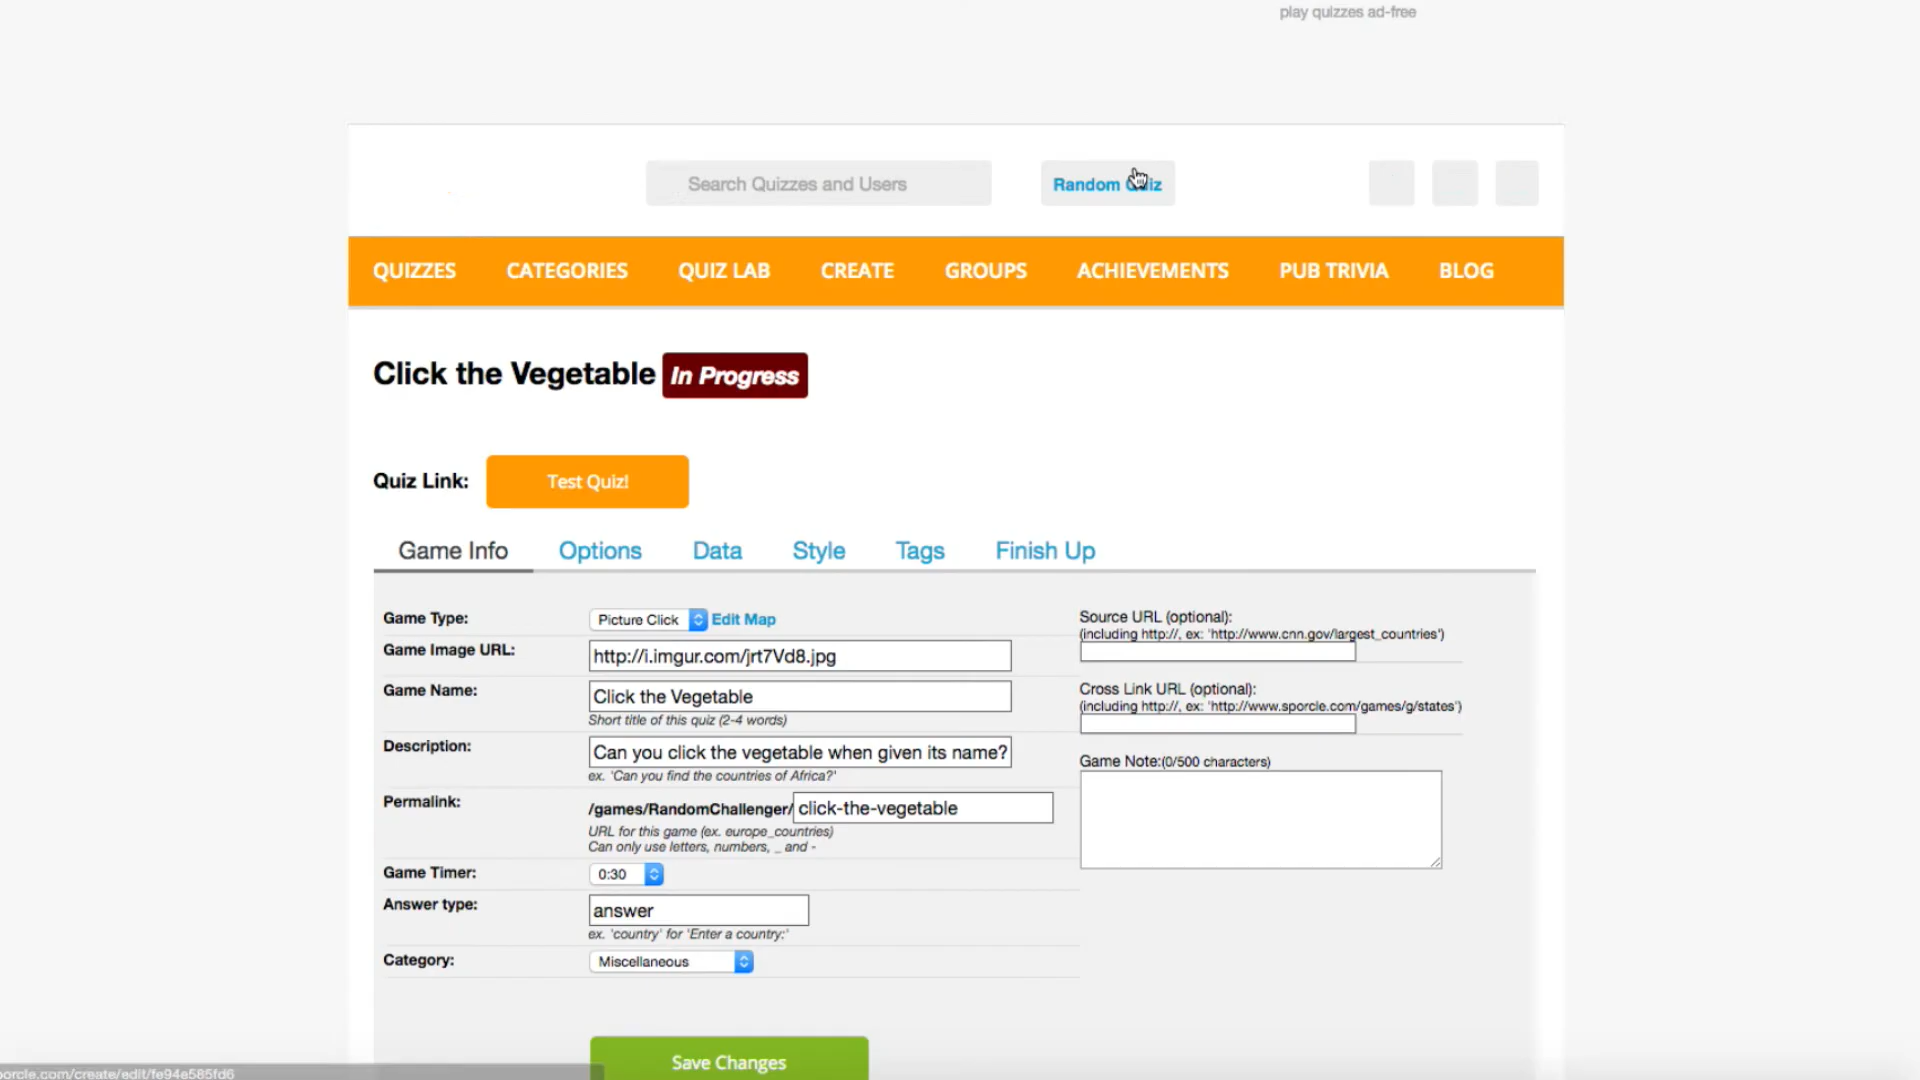 play quizzes ad-free
Search Quizzes and Users
Random Quiz
QUIZZES CATEGORIES QUIZ LAB CREATE GROUPS ACHIEVEMENTS PUB TRIVIA BLOG
Click the Vegetable In Progress
Quiz Link: Test Quiz!
Game Info Options Data Style Tags Finish Up
Game Type: Picture Click Edit Map
Game Image URL: http://i.imgur.com/jrt7Vd8.jpg
Game Name: Click the Vegetable
Short title of this quiz (2-4 words)
Description: Can you click the vegetable when given its name?
ex. 'Can you find the countries of Africa?'
Permalink: /games/RandomChallenger/ click-the-vegetable
URL for this game (ex. europe_countries)
Can only use letters, numbers, _ and -
Game Timer: 0:30
Answer type: answer
ex. 'country' for 'Enter a country:'
Category: Miscellaneous
Source URL (optional):
(including http://, ex: 'http://www.cnn.gov/largest_countries')
Cross Link URL (optional):
(including http://, ex: 'http://www.sporcle.com/games/g/states')
Game Note:(0/500 characters)
Save Changes
porcle.com/create/edit/fe94e585fd6